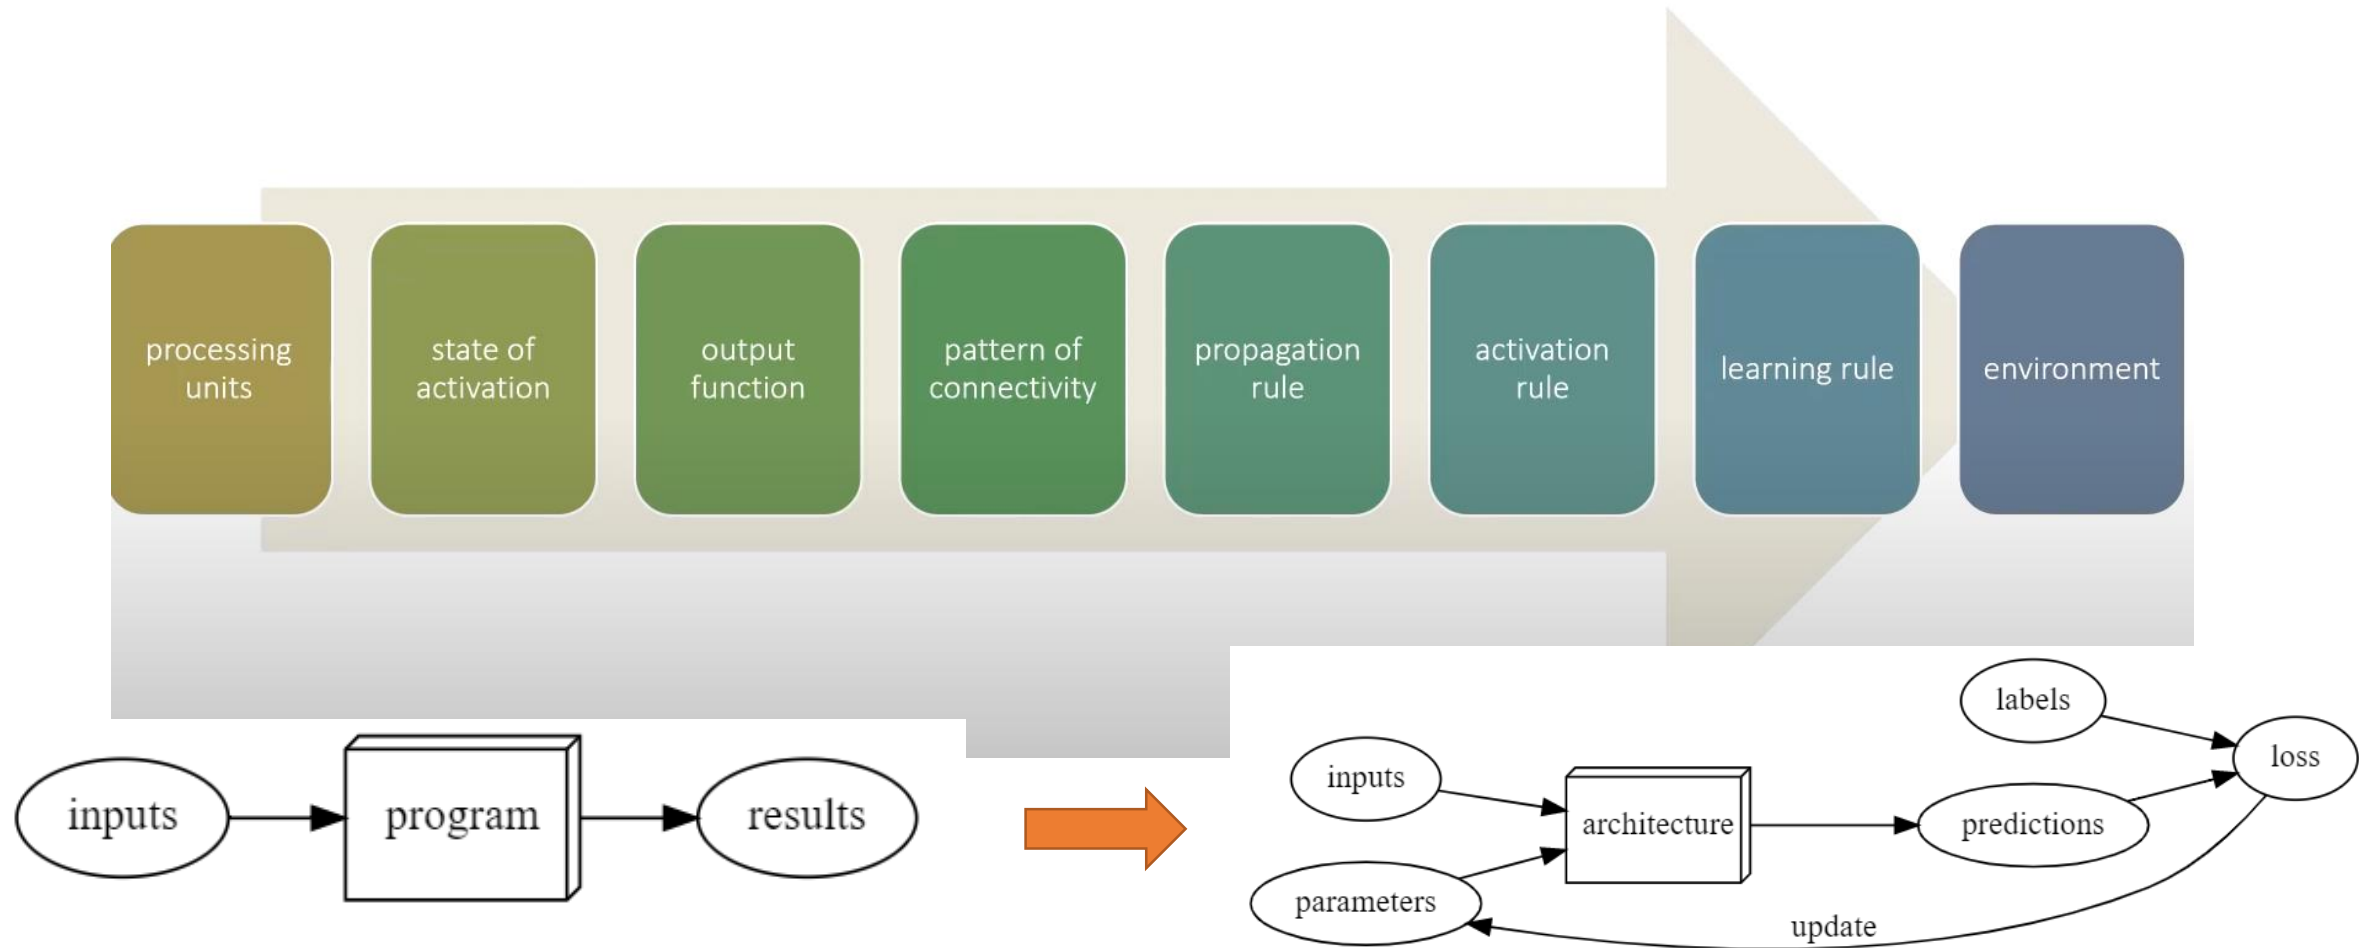 processing
units
state of
activation
output
function
pattern of
connectivity
propagation
rule
activation
rule
learning rule
environment
inputs
program
results
inputs
parameters
architecture
labels
predictions
loss
update